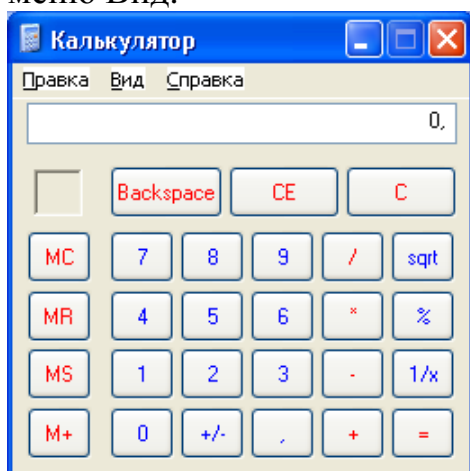 меню Вид.
Калькулятор
Правка Вид Справка
0,
Backspace CE C
MC 7 8 9 / sqrt
MR 4 5 6 * %
MS 1 2 3 - 1/x
M+ 0 +/- , + =